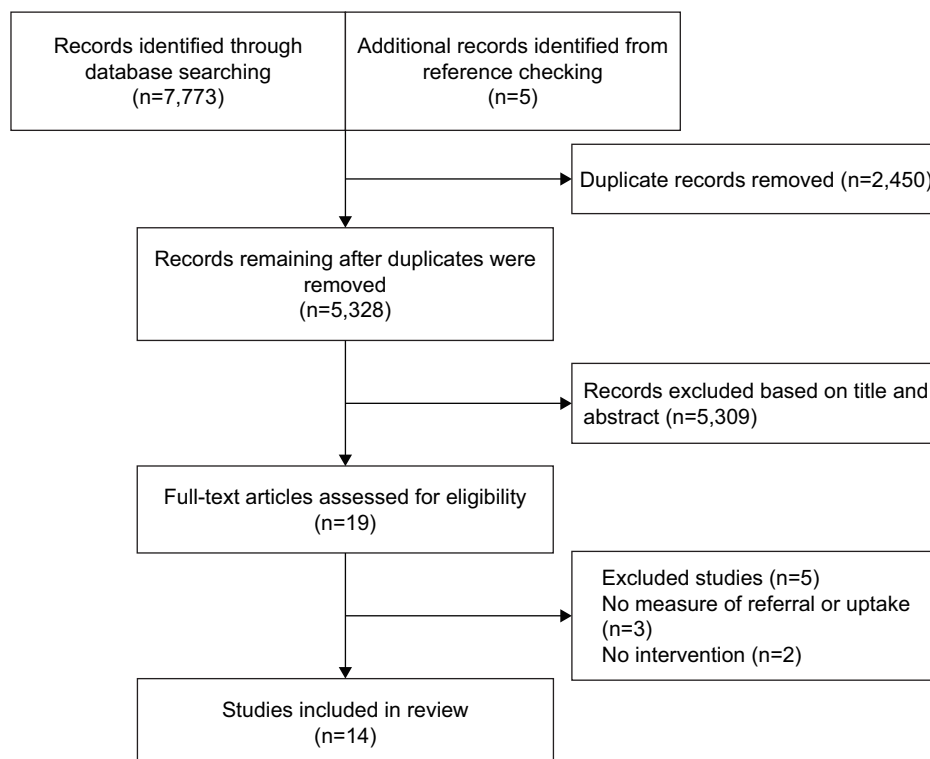 Records identified through
database searching
(n=7,773)
Additional records identified from
reference checking
(n=5)
Duplicate records removed (n=2,450)
Records remaining after duplicates were
removed
(n=5,328)
Records excluded based on title and
abstract (n=5,309)
Full-text articles assessed for eligibility
(n=19)
Excluded studies (n=5)
No measure of referral or uptake
(n=3)
No intervention (n=2)
Studies included in review
(n=14)